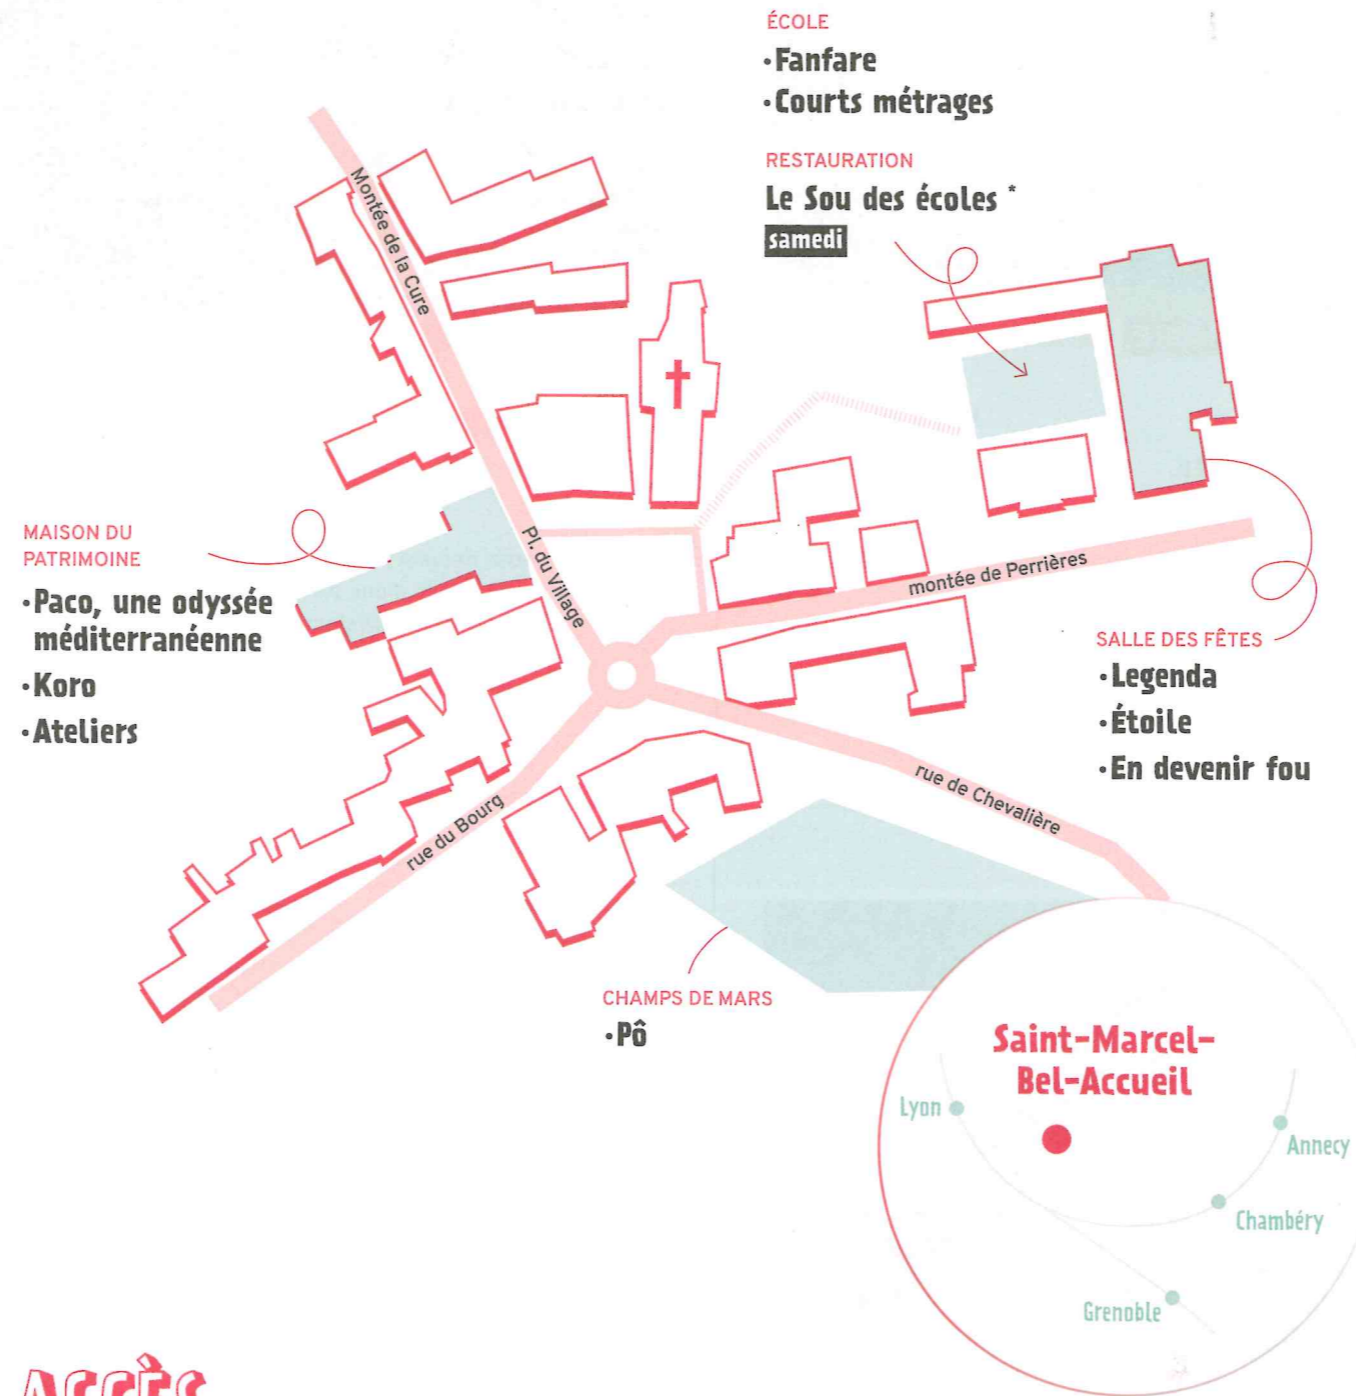 ÉCOLE
·Fanfare
·Courts métrages
RESTAURATION
Le Sou des écoles *
samedi
Montée de la Cure
MAISON DU
PATRIMOINE
·Paco, une odyssée
méditerranéenne
·Koro
·Ateliers
Pl. du Village
montée de Perrières
SALLE DES FÊTES
·Legenda
·Étoile
·En devenir fou
rue de Chevalière
rue du Bourg
CHAMPS DE MARS
·Pô
Saint-Marcel-
Bel-Accueil
Lyon
Annecy
Chambéry
Grenoble
ACCÈS